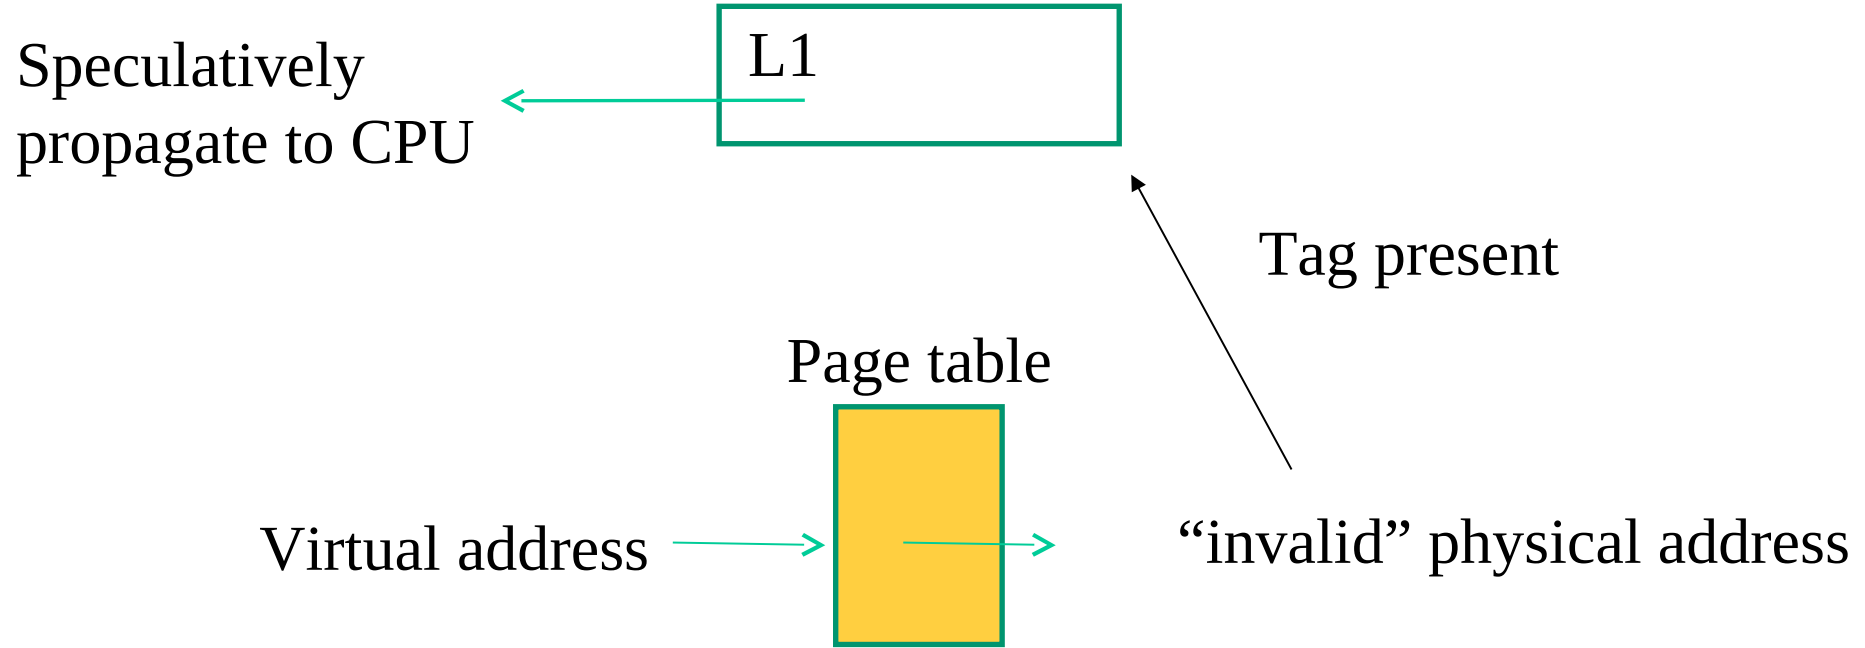 Speculatively
propagate to CPU
L1
Tag present
Page table
Virtual address
“invalid” physical address